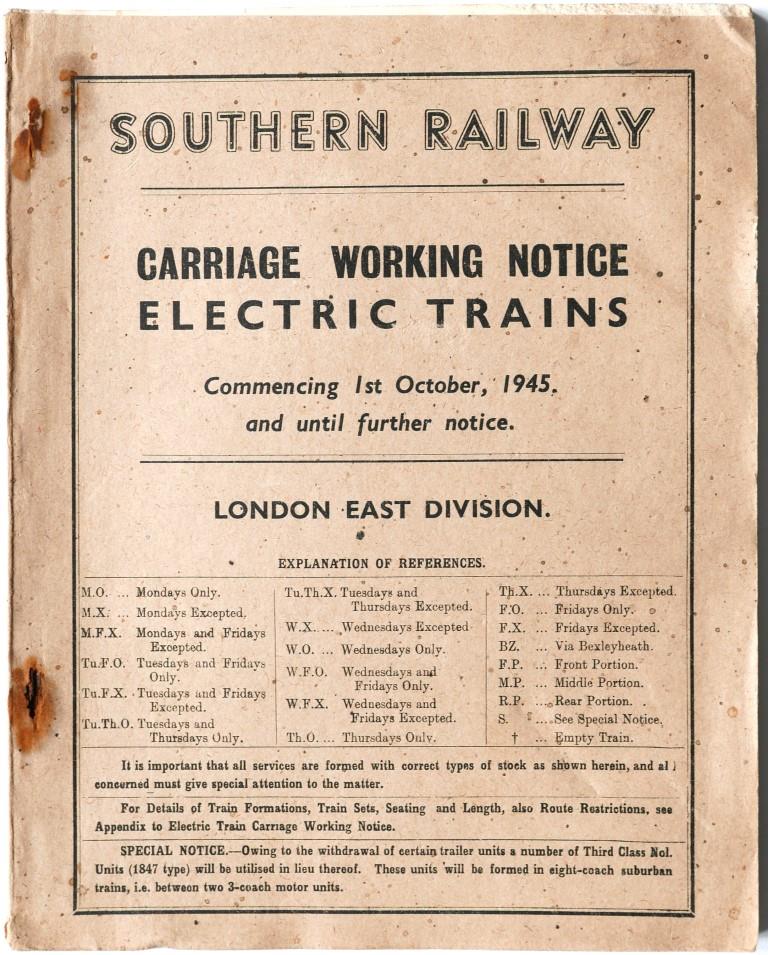 SOUTHERN RAILWAY
CARRIAGE WORKING NOTICE
ELECTRIC TRAINS
Commencing 1st October, 1945.
and until further notice.
LONDON EAST DIVISION.
EXPLANATION OF REFERENCES.
M.O. ... Mondays Only.
M.X. ... Mondays Excepted.
M.F.X. Mondays and Fridays
Excepted.
Tu.F.O. Tuesdays and Fridays
Only.
Tu.F.X. Tuesdays and Fridays
Excepted.
Tu.Th.O. Tuesdays and
Thursdays Only.
Tu.Th.X. Tuesdays and
Thursdays Excepted.
W.X. ... Wednesdays Excepted
W.O. ... Wednesdays Only.
W.F.O. Wednesdays and
Fridays Only.
W.F.X. Wednesdays and
Fridays Excepted.
Th.O. ... Thursdays Only.
Th.X. ... Thursdays Excepted.
F.O. ... Fridays Only.
F.X. ... Fridays Excepted.
BZ. ... Via Bexleyheath.
F.P. ... Front Portion.
M.P. ... Middle Portion.
R.P. ... Rear Portion.
S. ... See Special Notice.
† ... Empty Train.
It is important that all services are formed with correct types of stock as shown herein, and al
concerned must give special attention to the matter.
For Details of Train Formations, Train Sets, Seating and Length, also Route Restrictions, see
Appendix to Electric Train Carriage Working Notice.
SPECIAL NOTICE.—Owing to the withdrawal of certain trailer units a number of Third Class Nol.
Units (1847 type) will be utilised in lieu thereof. These units will be formed in eight-coach suburban
trains, i.e. between two 3-coach motor units.